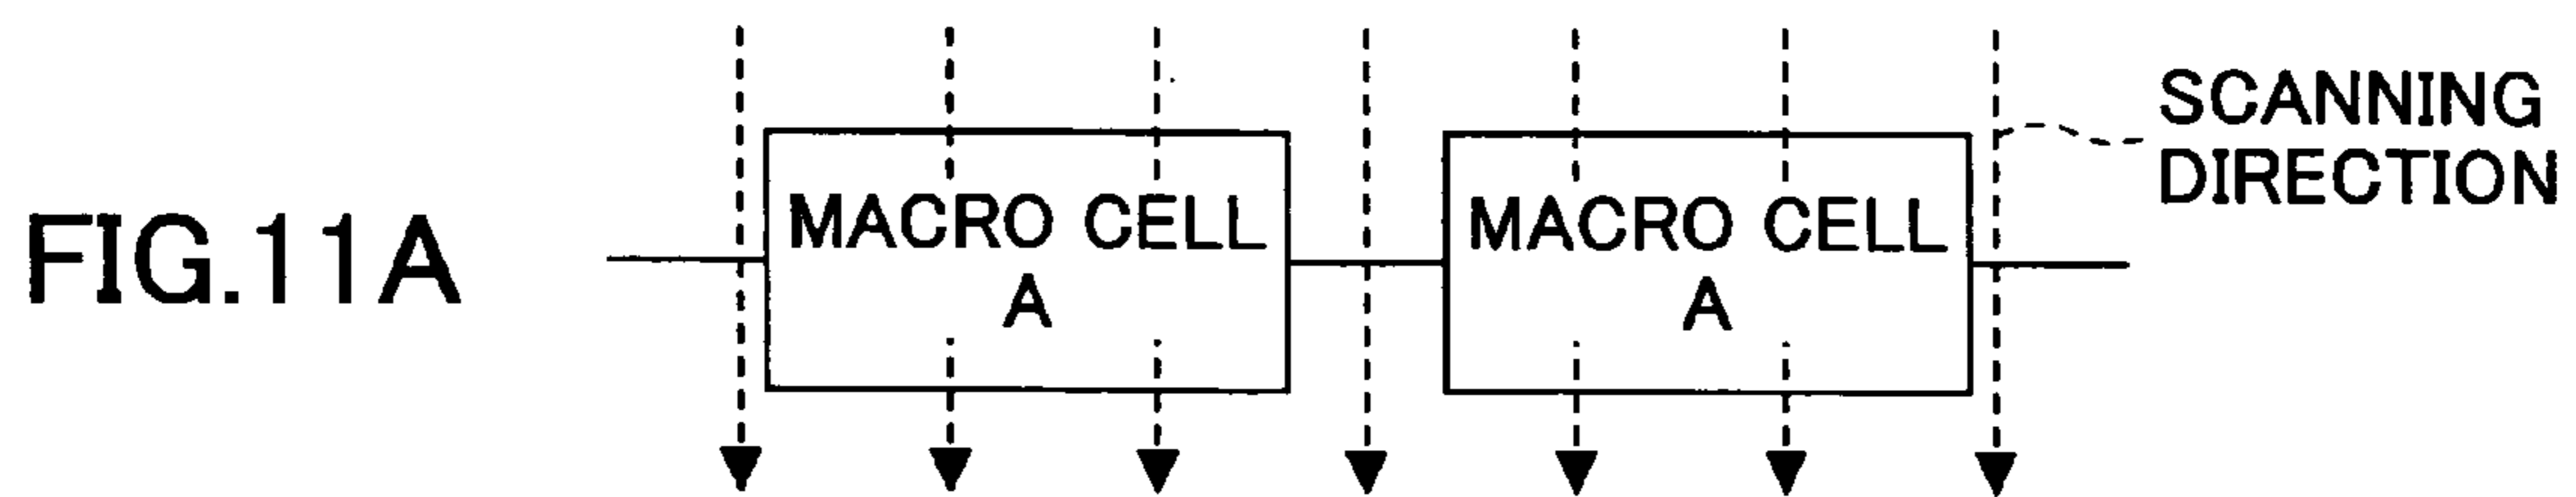 FIG.11A
MACRO CELL
A
MACRO CELL
A
SCANNING
DIRECTION